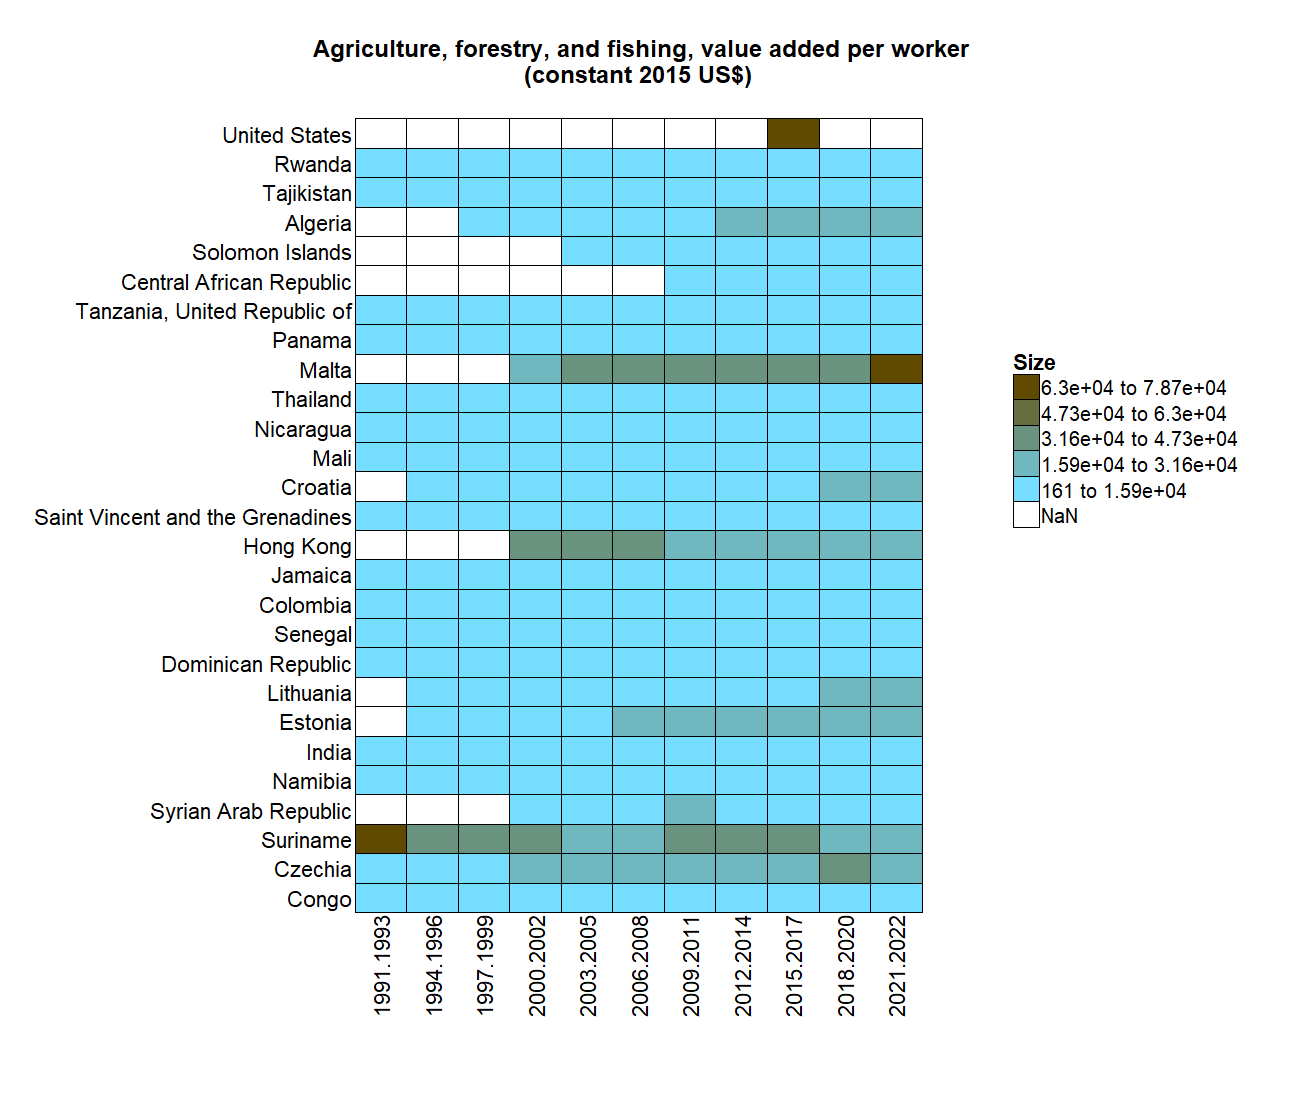 Agriculture, forestry, and fishing, value added per worker
(constant 2015 US$)
United States
Rwanda
Tajikistan
Algeria
Solomon Islands
Central African Republic
Tanzania, United Republic of
Panama
Malta
Thailand
Nicaragua
Mali
Croatia
Saint Vincent and the Grenadines
Hong Kong
Jamaica
Colombia
Senegal
Dominican Republic
Lithuania
Estonia
India
Namibia
Syrian Arab Republic
Suriname
Czechia
Congo
1991.1993
1994.1996
1997.1999
2000.2002
2003.2005
2006.2008
2009.2011
2012.2014
2015.2017
2018.2020
2021.2022
Size
6.3e+04 to 7.87e+04
4.73e+04 to 6.3e+04
3.16e+04 to 4.73e+04
1.59e+04 to 3.16e+04
161 to 1.59e+04
NaN